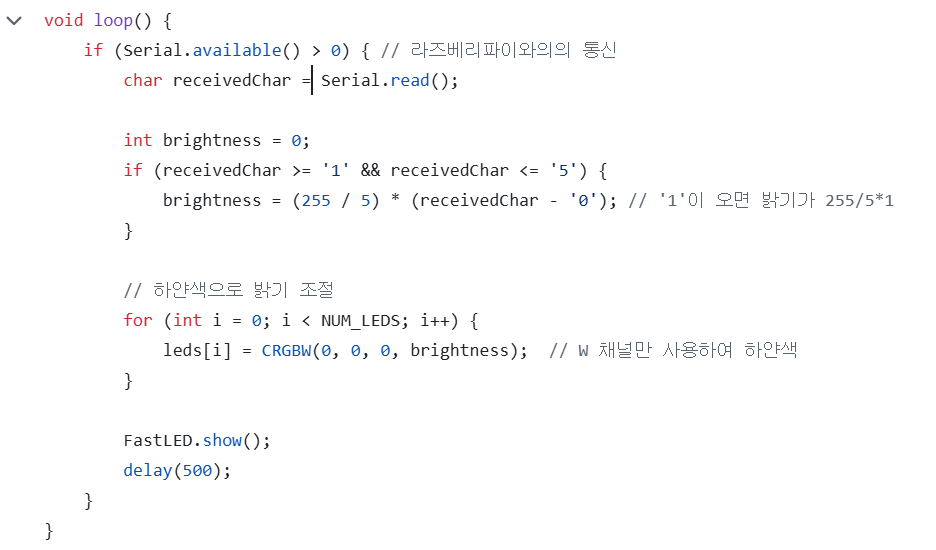 void loop() {
if (Serial.available() > 0) { // 라즈베리파이와의의 통신
char receivedChar = Serial.read();
int brightness = 0;
if (receivedChar >= '1' && receivedChar <= '5') {
brightness = (255 / 5) * (receivedChar - '0'); // '1'이 오면 밝기가 255/5*1
}
// 하얀색으로 밝기 조절
for (int i = 0; i < NUM_LEDS; i++) {
leds[i] = CRGBW(0, 0, 0, brightness);  // W 채널만 사용하여 하얀색
}
FastLED.show();
delay(500);
}
}